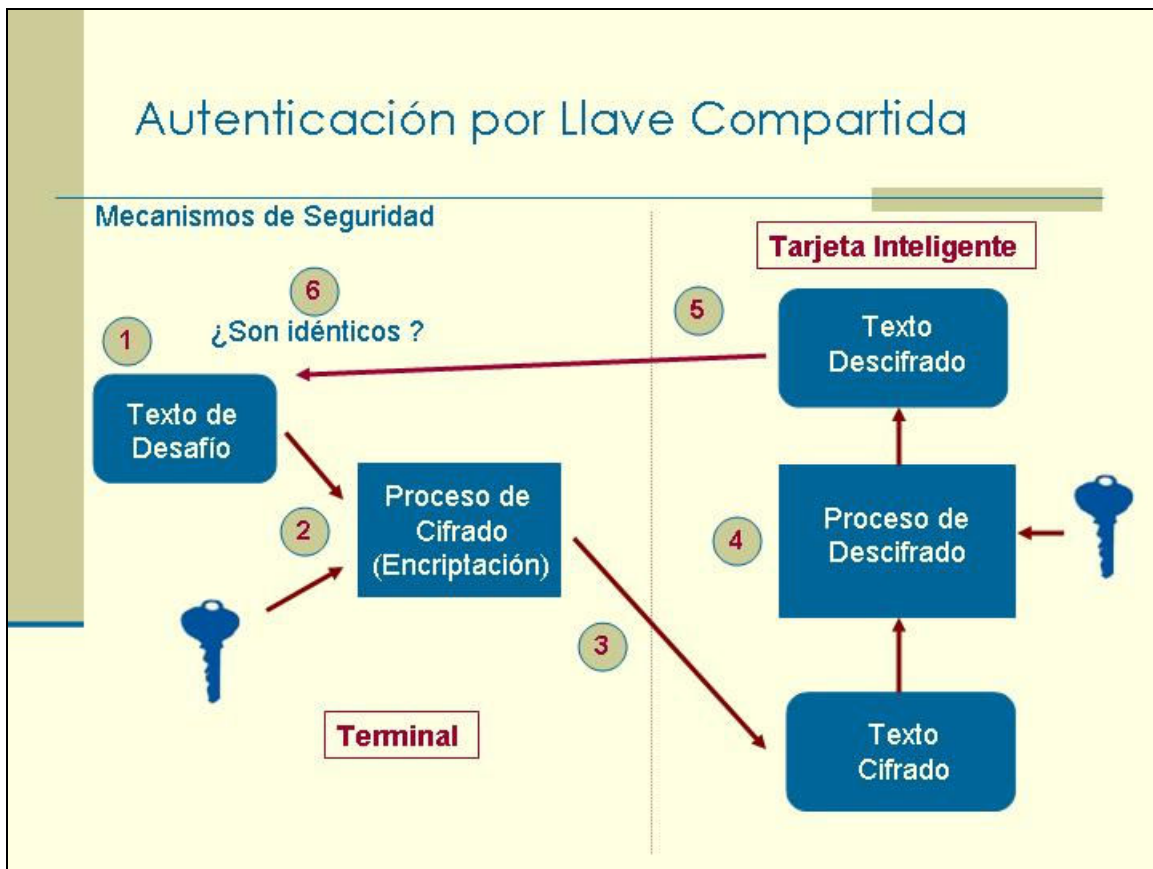 Autenticación por Llave Compartida
Mecanismos de Seguridad
Tarjeta Inteligente
6
¿Son idénticos ?
5
1
Texto
Descifrado
Texto de
Desafío
2
Proceso de
Cifrado
(Encriptación)
4
Proceso de
Descifrado
3
Terminal
Texto
Cifrado